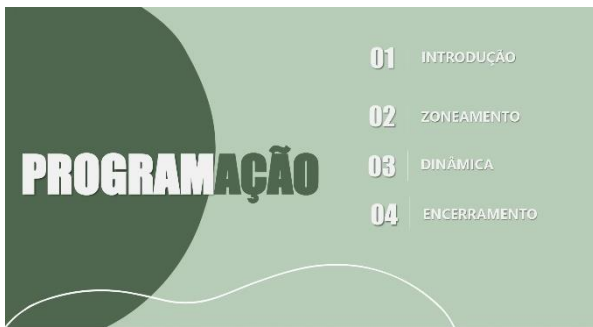 PROGRAMAÇÃO
01 INTRODUÇÃO
02 ZONEAMENTO
03 DINÂMICA
04 ENCERRAMENTO